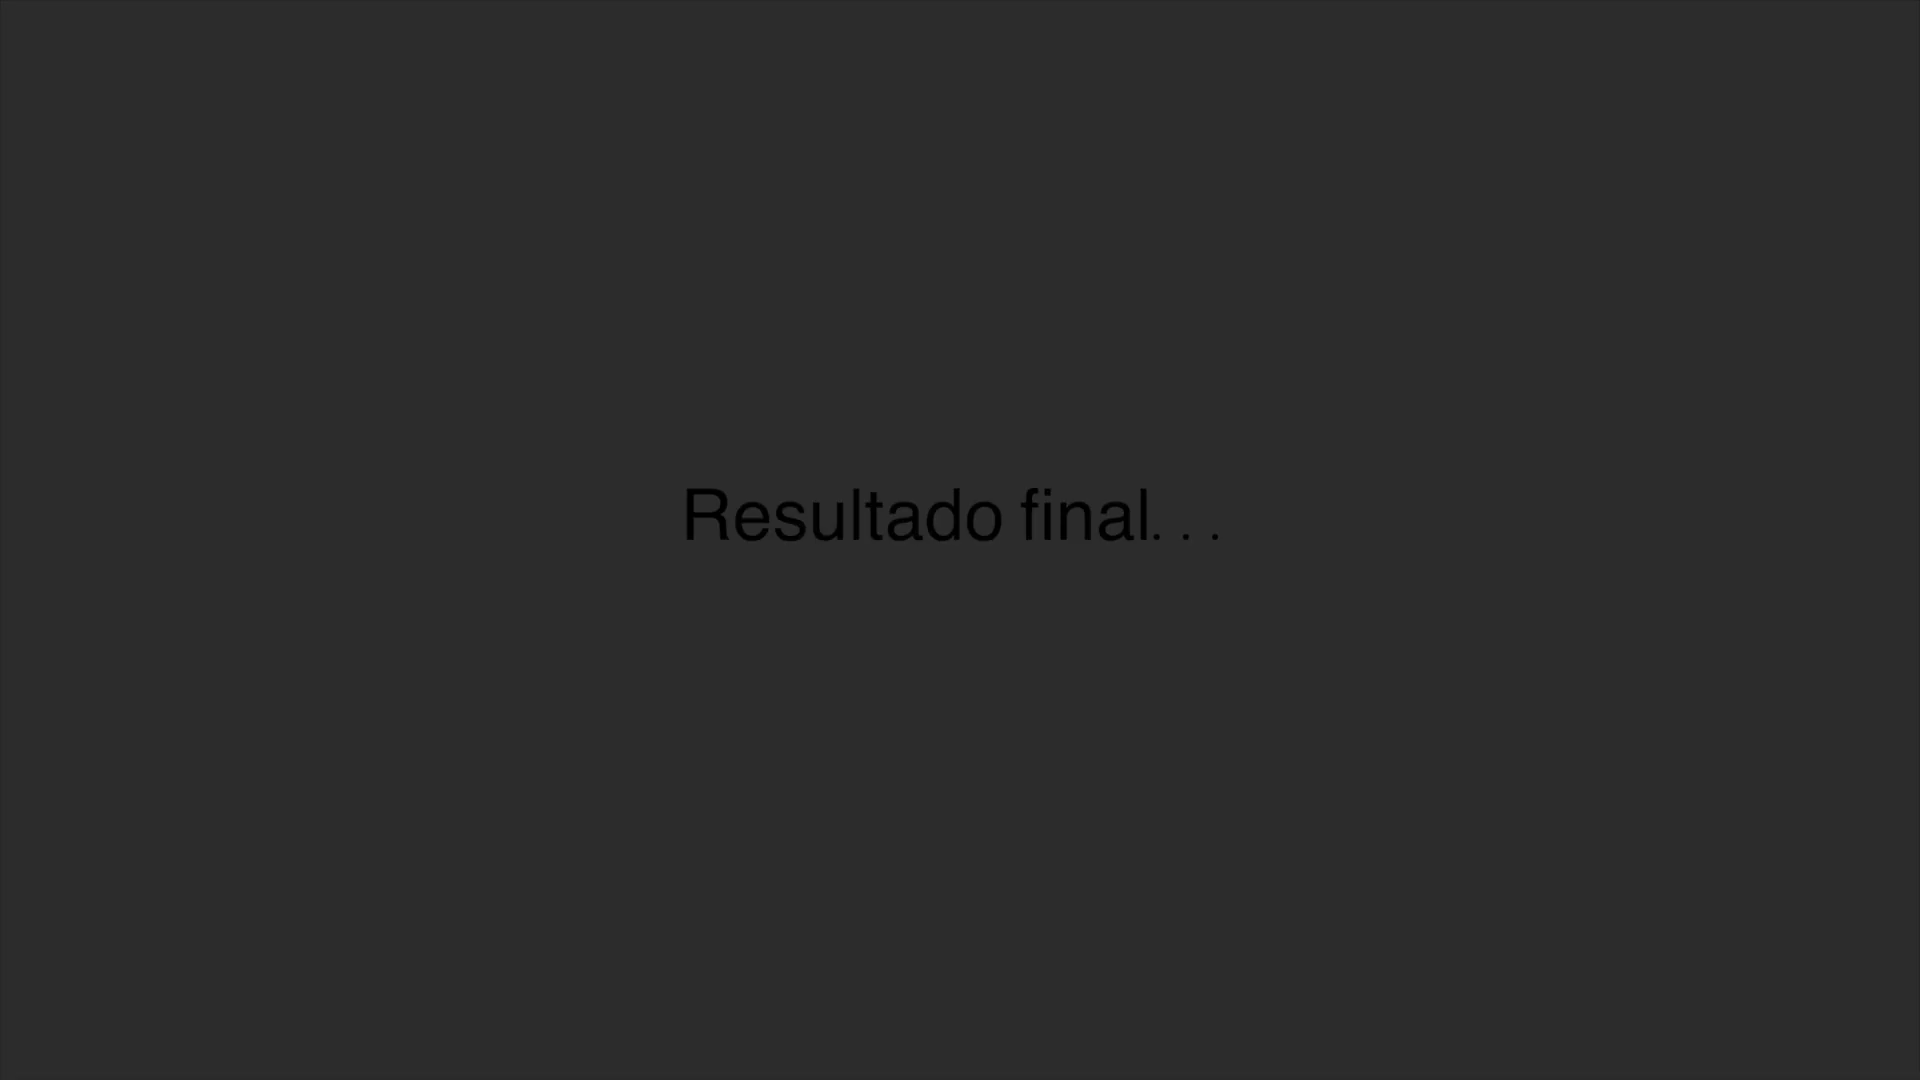 Resultado final. . .